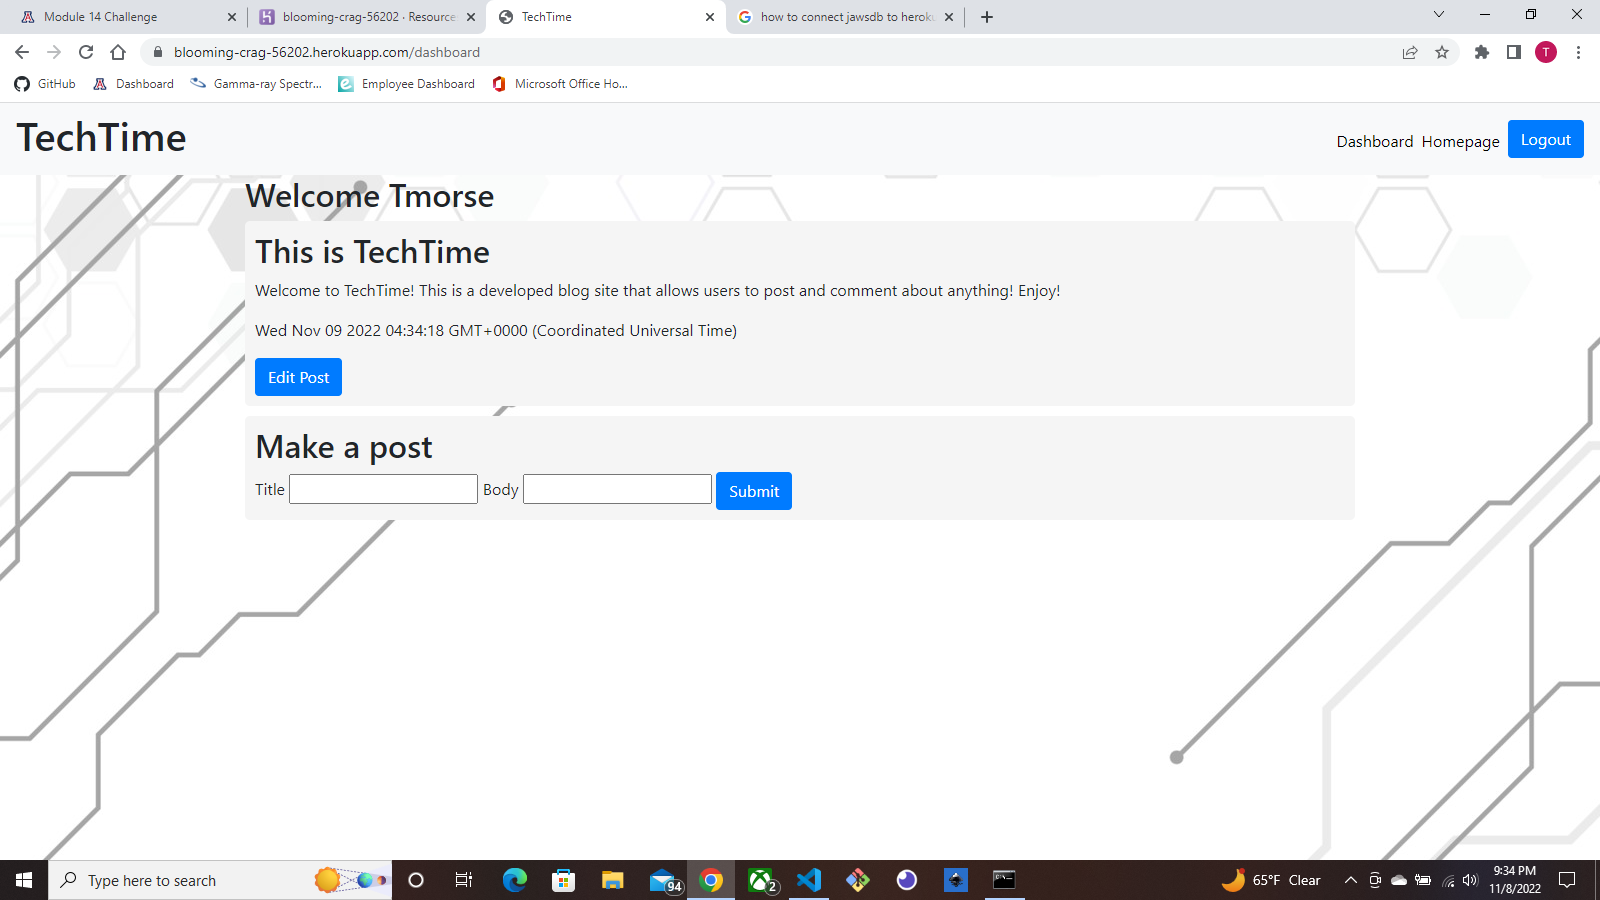 Module 14 Challenge
blooming-crag-56202 · Resource
TechTime
how to connect jawsdb to heroku
blooming-crag-56202.herokuapp.com/dashboard
T
GitHub
Dashboard
Gamma-ray Spectr...
Employee Dashboard
Microsoft Office Ho...
TechTime
Dashboard Homepage Logout
Welcome Tmorse
This is TechTime
Welcome to TechTime! This is a developed blog site that allows users to post and comment about anything! Enjoy!
Wed Nov 09 2022 04:34:18 GMT+0000 (Coordinated Universal Time)
Edit Post
Make a post
Title Body Submit
Type here to search
94
2
65°F Clear
9:34 PM
11/8/2022